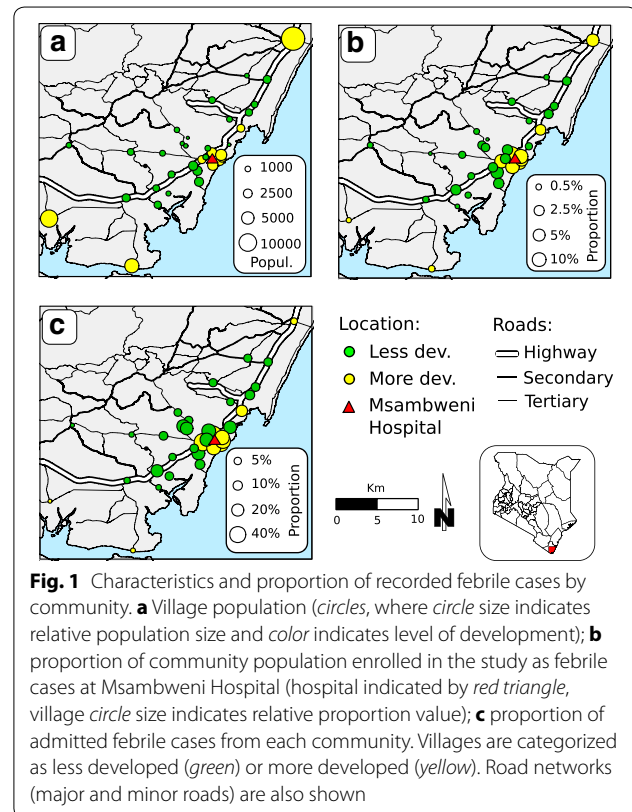 a
1000
2500
5000
10000
Popul.
b
0.5%
2.5%
5%
10%
Proportion
c
5%
10%
20%
40%
Proportion
Location:
Less dev.
More dev.
Msambweni
Hospital
Roads:
Highway
Secondary
Tertiary
Km
0 5 10
N
Fig. 1 Characteristics and proportion of recorded febrile cases by
community. a Village population (circles, where circle size indicates
relative population size and color indicates level of development); b
proportion of community population enrolled in the study as febrile
cases at Msambweni Hospital (hospital indicated by red triangle,
village circle size indicates relative proportion value); c proportion of
admitted febrile cases from each community. Villages are categorized
as less developed (green) or more developed (yellow). Road networks
(major and minor roads) are also shown